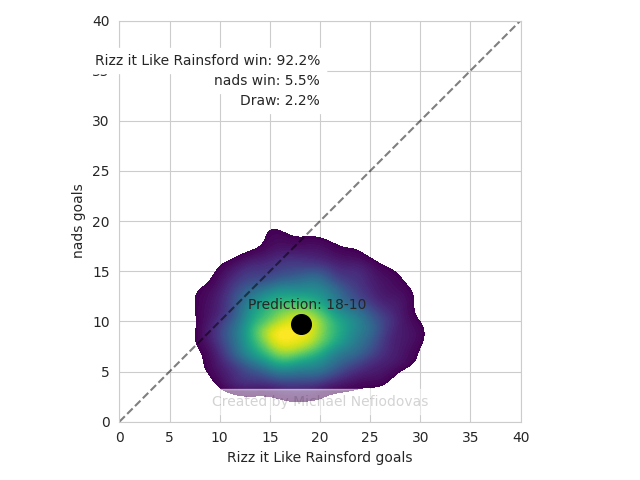 40
Rizz it Like Rainsford win: 92.2%
35
nads win: 5.5%
Draw: 2.2%
30
25
20
15
Prediction: 18-10
10
5
Created by Michael Nefiodovas
0
0 5 10 15 20 25 30 35 40
Rizz it Like Rainsford goals
nads goals